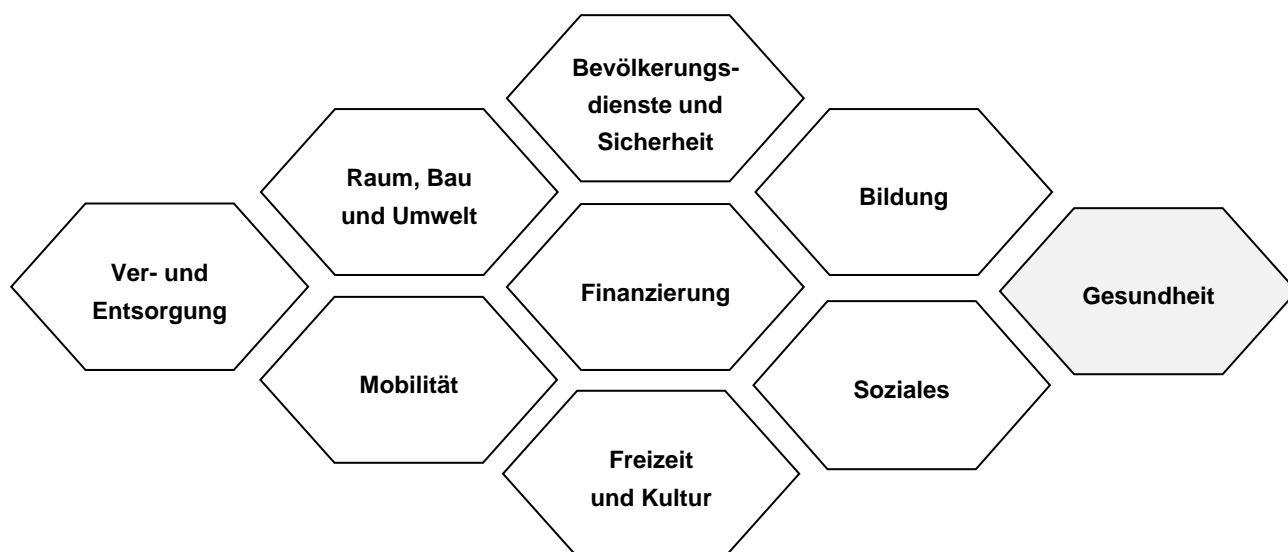 Bevölkerungs-
dienste und
Sicherheit
Raum, Bau
und Umwelt
Bildung
Ver- und
Entsorgung
Finanzierung
Gesundheit
Mobilität
Soziales
Freizeit
und Kultur